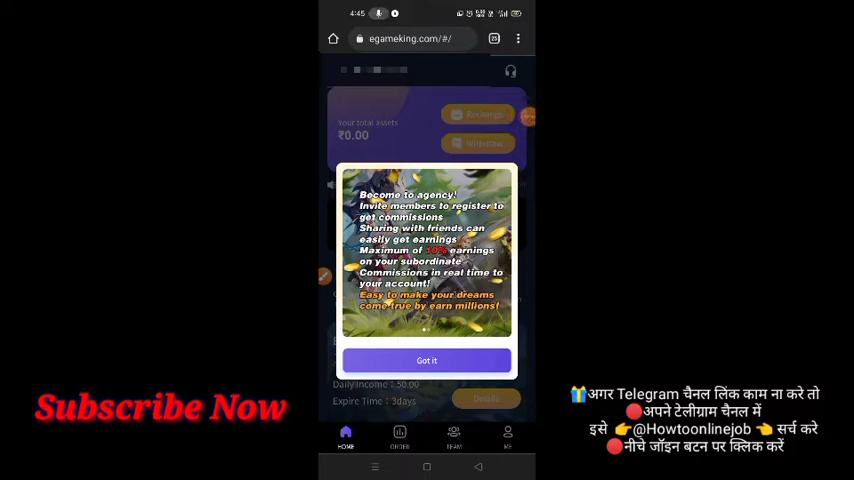 4:45
egameking.com/#/
25
Your total assets
₹0.00
Recharge
Withdraw
Become to agency!
Invite members to register to
get commissions
Sharing with friends can
easily get earnings
Maximum of 10% earnings
on your subordinate
Commissions in real time to
your account!
Easy to make your dreams
come true by earn millions!
Got it
Daily Income : 50.00
Expire Time : 3days
Details
HOME
ORDER
TEAM
ME
Subscribe Now
🎁अगर Telegram चैनल लिंक काम ना करे तो
🔴अपने टेलीग्राम चैनल में
इसे 👉@Howtoonlinejob 👈 सर्च करे
🔴नीचे जॉइन बटन पर क्लिक करें